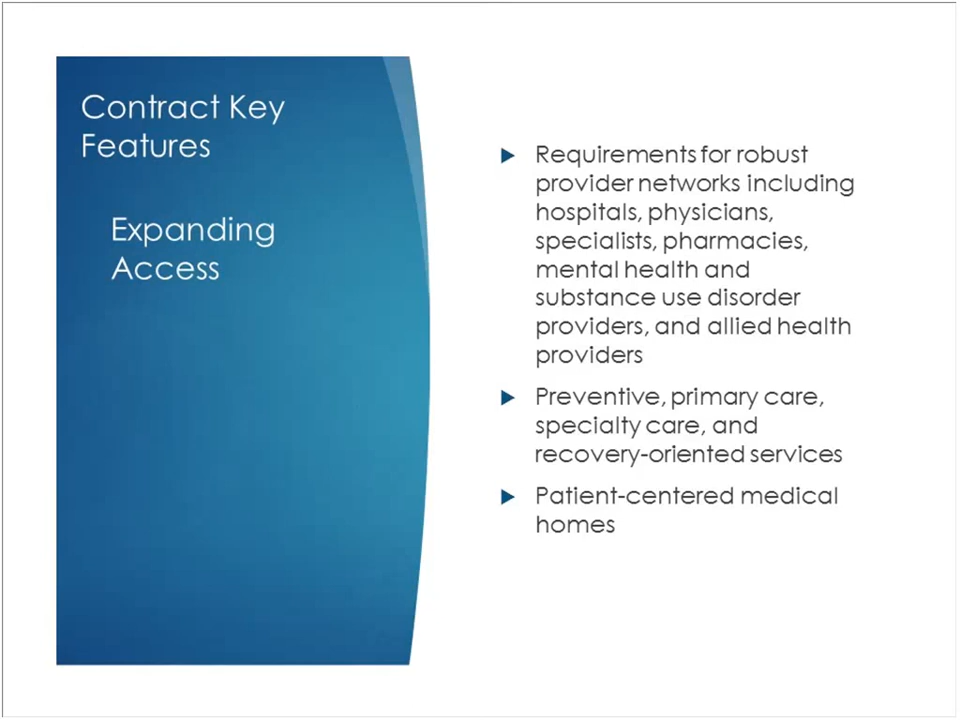 Contract Key
Features
Expanding
Access
Requirements for robust
provider networks including
hospitals, physicians,
specialists, pharmacies,
mental health and
substance use disorder
providers, and allied health
providers
Preventive, primary care,
specialty care, and
recovery-oriented services
Patient-centered medical
homes